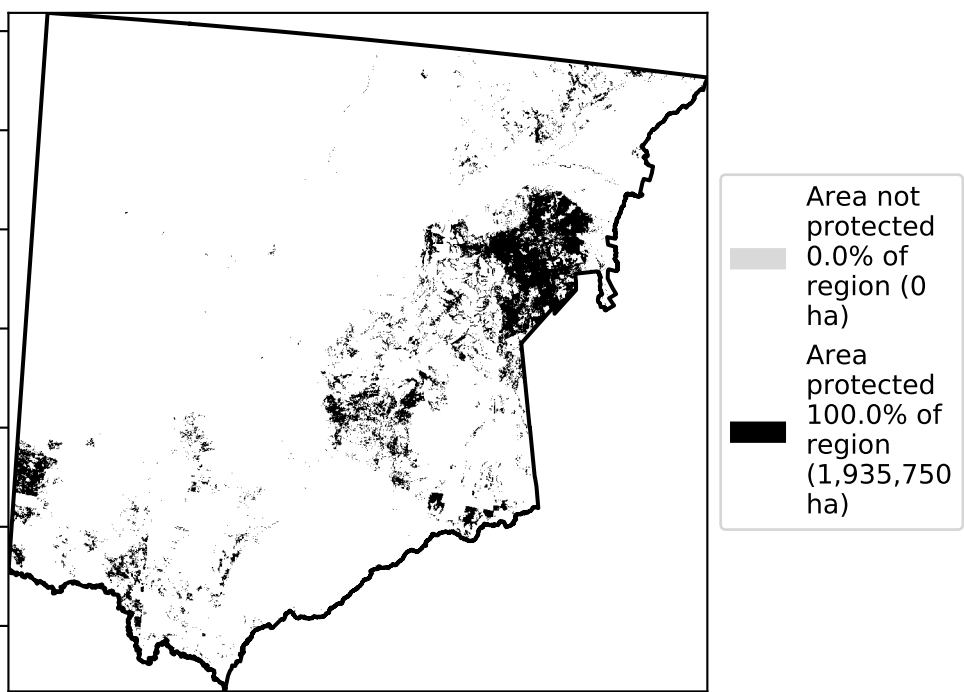 Area not
protected
0.0% of
region (0
ha)
Area
protected
100.0% of
region
(1,935,750
ha)